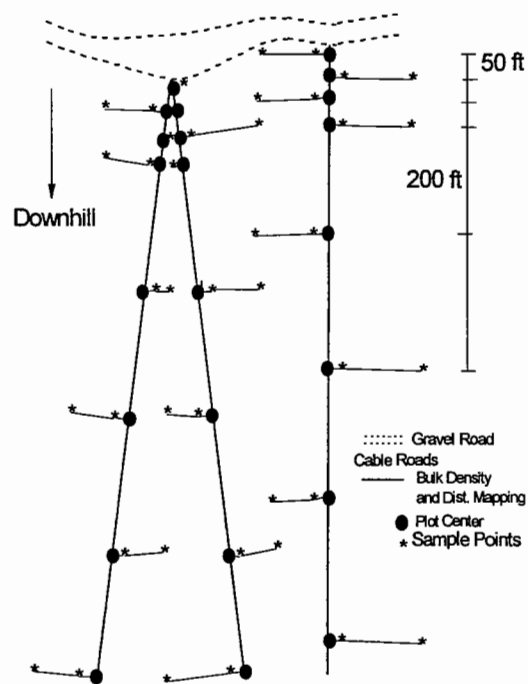 50 ft
200 ft
Downhill
Gravel Road
Cable Roads
Bulk Density
and Dist. Mapping
Plot Center
* Sample Points